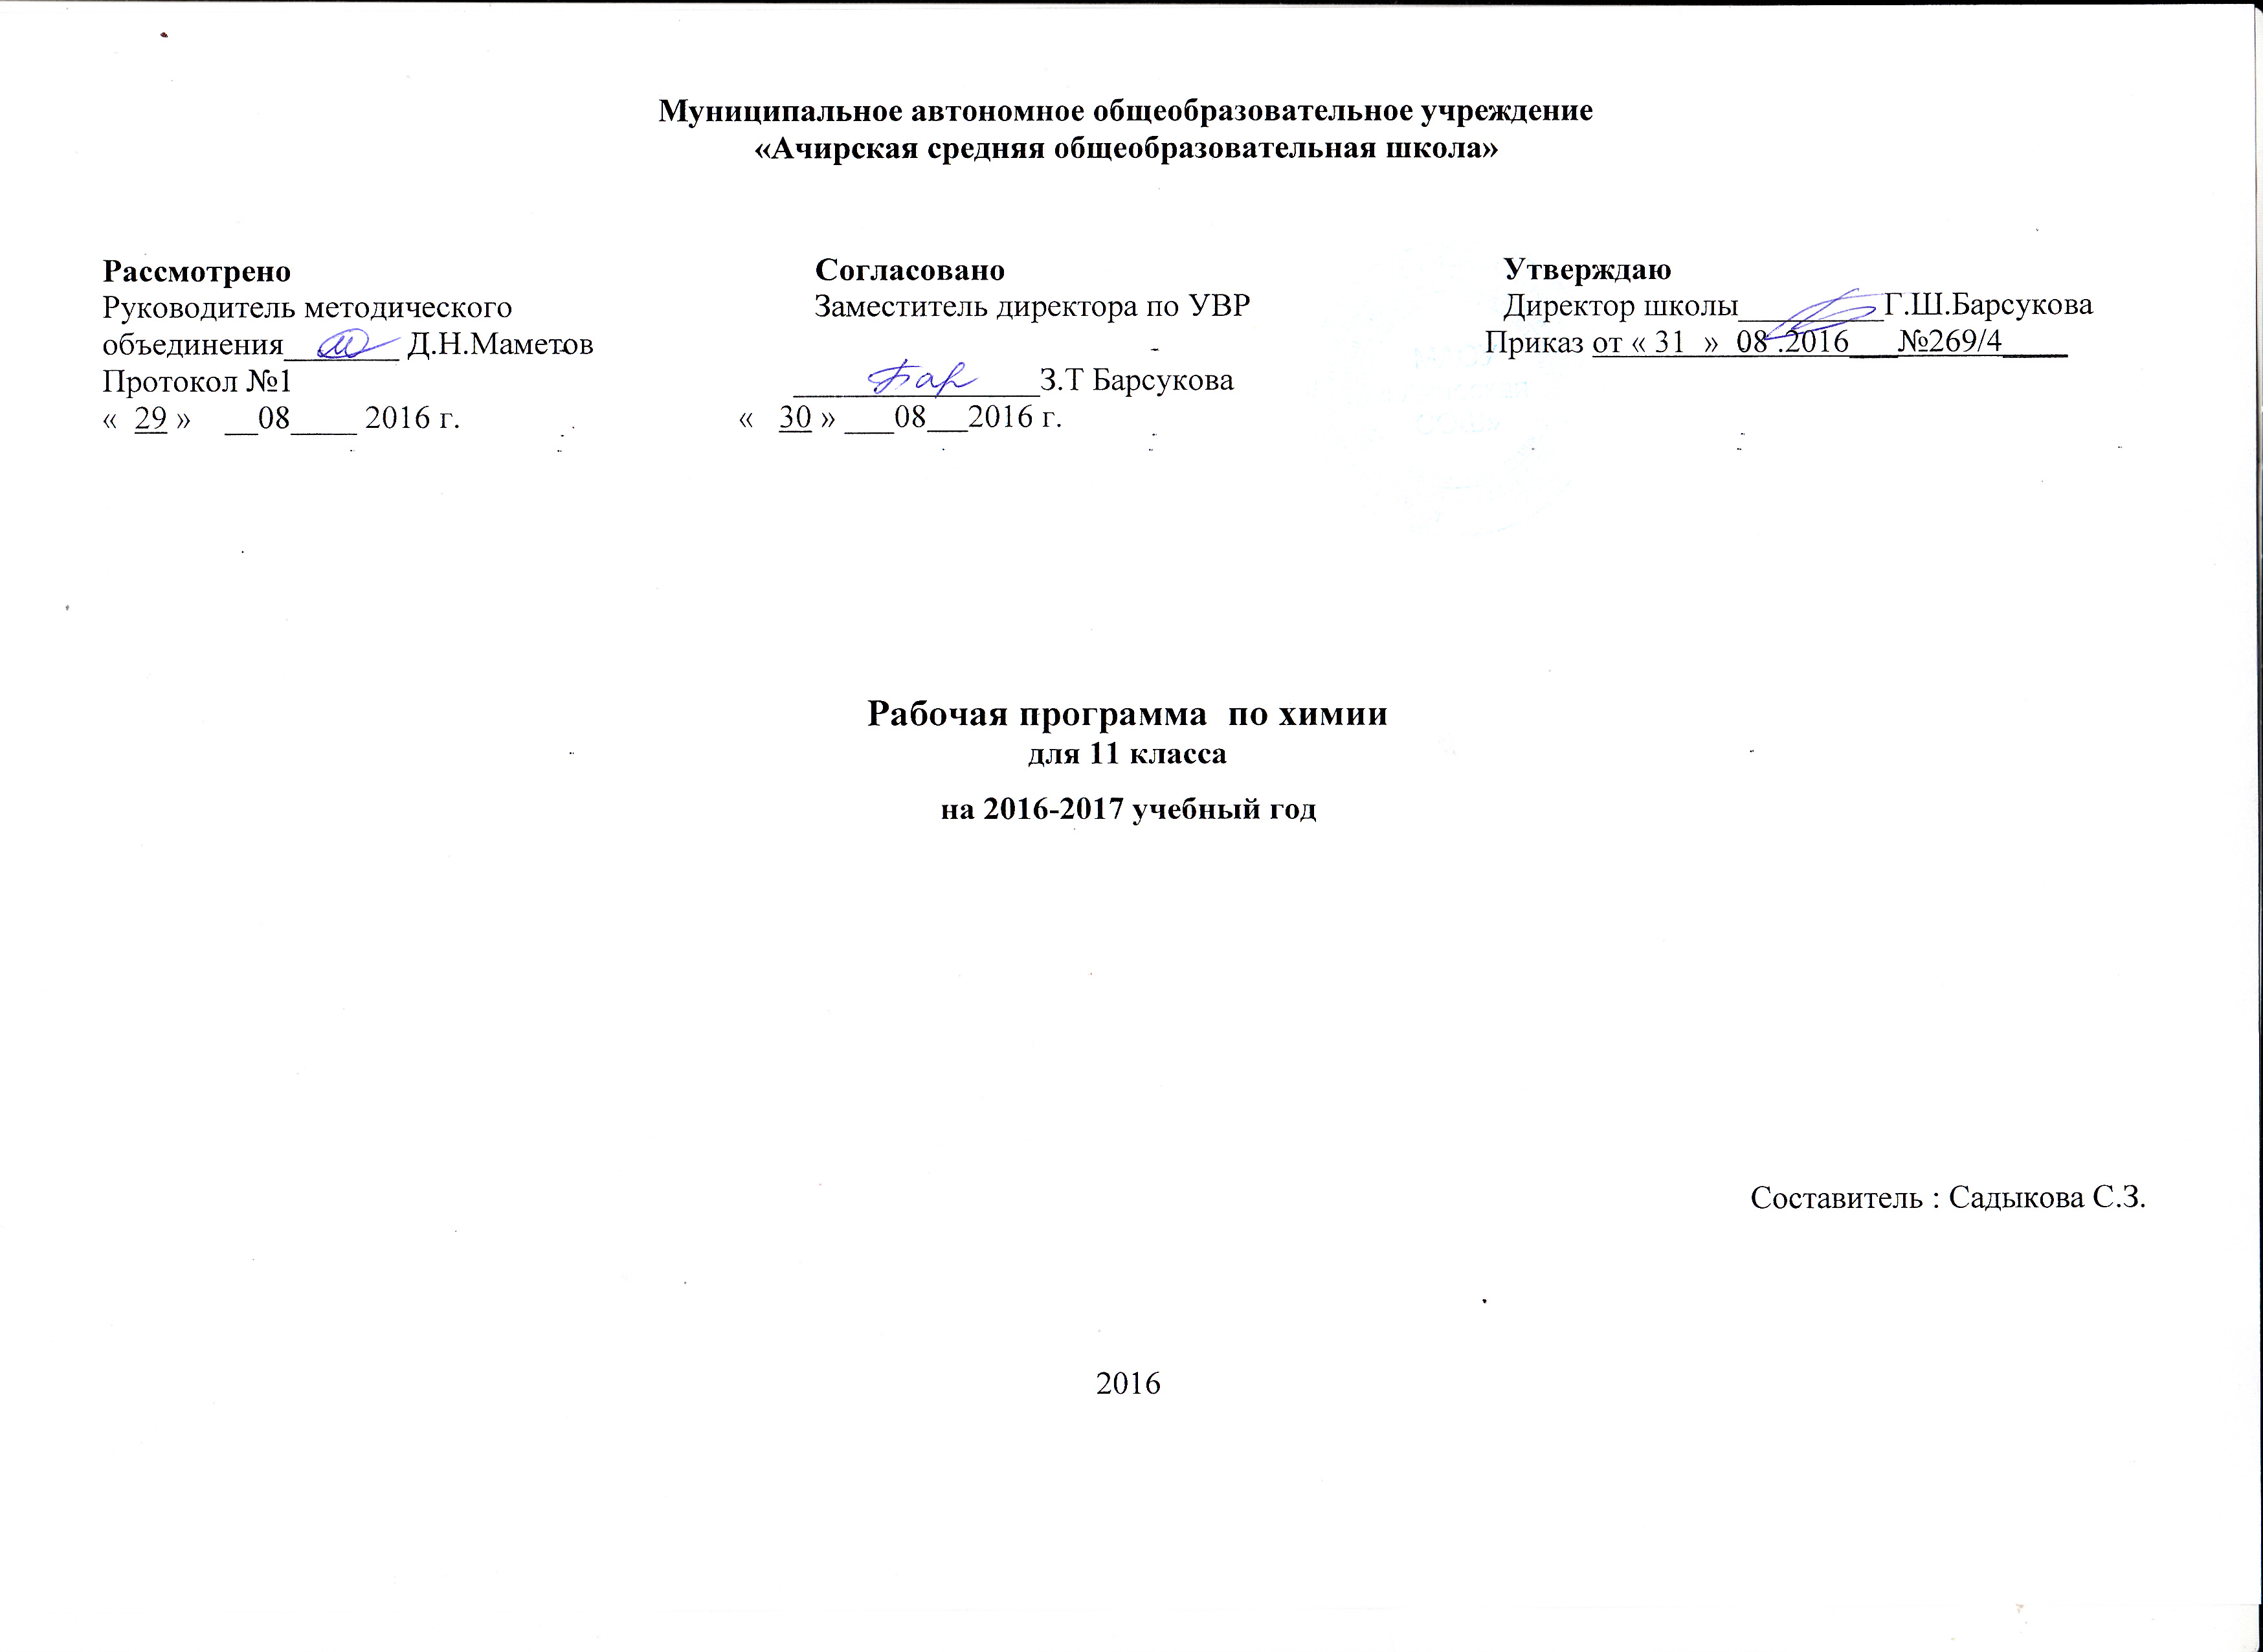 Муниципальное автономное общеобразовательное учреждение
«Ачирская средняя общеобразовательная школа»
Рассмотрено
Руководитель методического
объединения_______ Д.Н.Маметов
Протокол №1
« 29 » __08____ 2016 г.
Согласовано
Заместитель директора по УВР
Бар_______________З.Т Барсукова
« 30 » ___08___2016 г.
Утверждаю
Директор школы_________Г.Ш.Барсукова
Приказ от « 31 » 08 .2016___№269/4____
Рабочая программа по химии
для 11 класса
на 2016-2017 учебный год
Составитель : Садыкова С.З.
2016